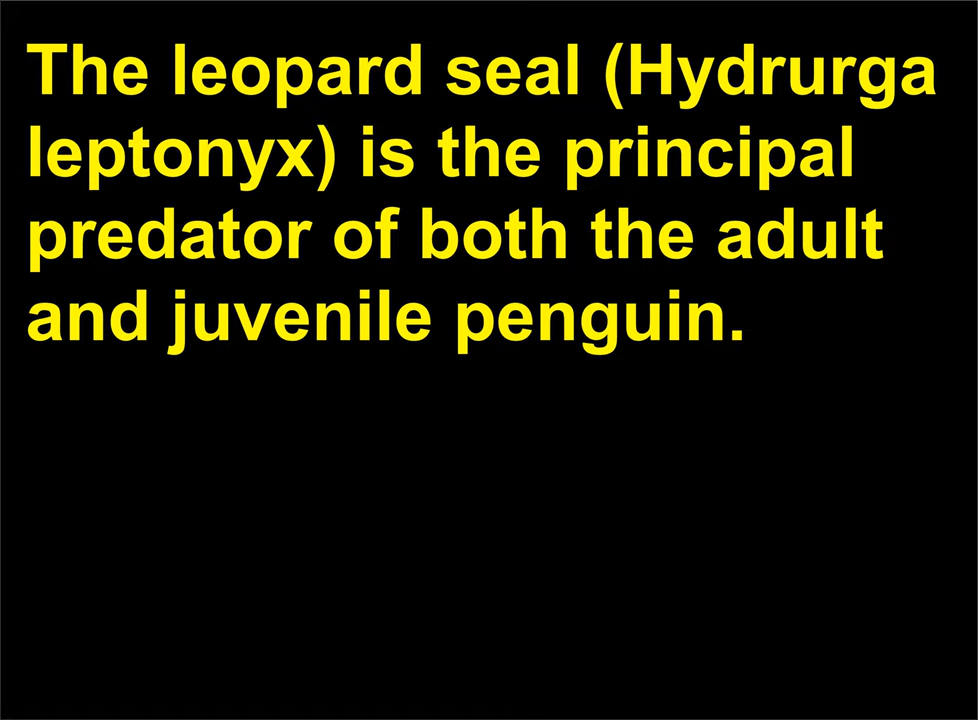 The leopard seal (Hydrurga
leptonyx) is the principal
predator of both the adult
and juvenile penguin.